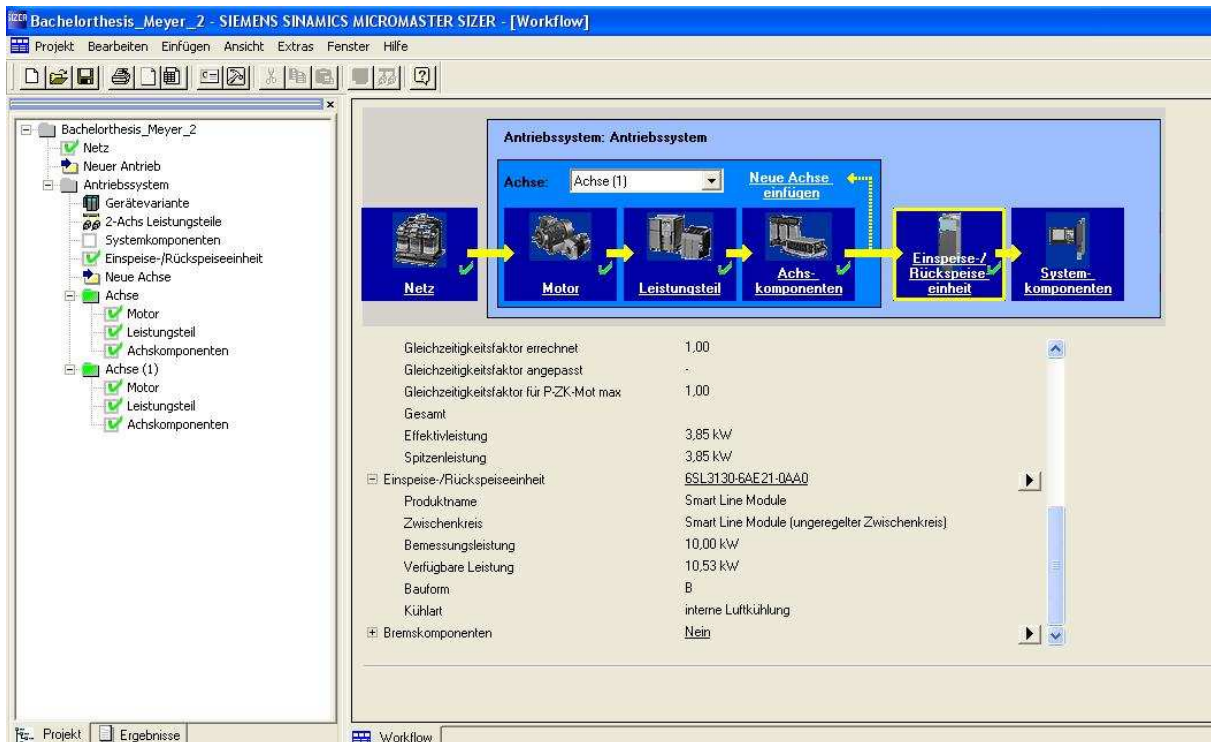 Bachelorthesis_Meyer_2 - SIEMENS SINAMICS MICROMASTER SIZER - [Workflow]
Projekt Bearbeiten Einfügen Ansicht Extras Fenster Hilfe
Bachelorthesis_Meyer_2
Netz
Neuer Antrieb
Antriebssystem
Gerätevariante
2-Achs Leistungsteile
Systemkomponenten
Einspeise-/Rückspeiseeinheit
Neue Achse
Achse
Motor
Leistungsteil
Achskomponenten
Achse (1)
Motor
Leistungsteil
Achskomponenten
Projekt Ergebnisse
Antriebssystem: Antriebssystem
Achse: Achse (1)
Neue Achse
einfügen
Netz
Motor
Leistungsteil
Achs-
komponenten
Einspeise-/
Rückspeise-
einheit
System-
komponenten
Gleichzeitigkeitsfaktor errechnet 1,00
Gleichzeitigkeitsfaktor angepasst -
Gleichzeitigkeitsfaktor für P-ZK-Mot max 1,00
Gesamt
Effektivleistung 3,85 kW
Spitzenleistung 3,85 kW
Einspeise-/Rückspeiseeinheit 6SL3130-6AE21-0AA0
Produktname Smart Line Module
Zwischenkreis Smart Line Module (ungeregelter Zwischenkreis)
Bemessungsleistung 10,00 kW
Verfügbare Leistung 10,53 kW
Bauform B
Kühlart interne Luftkühlung
Bremskomponenten Nein
Workflow